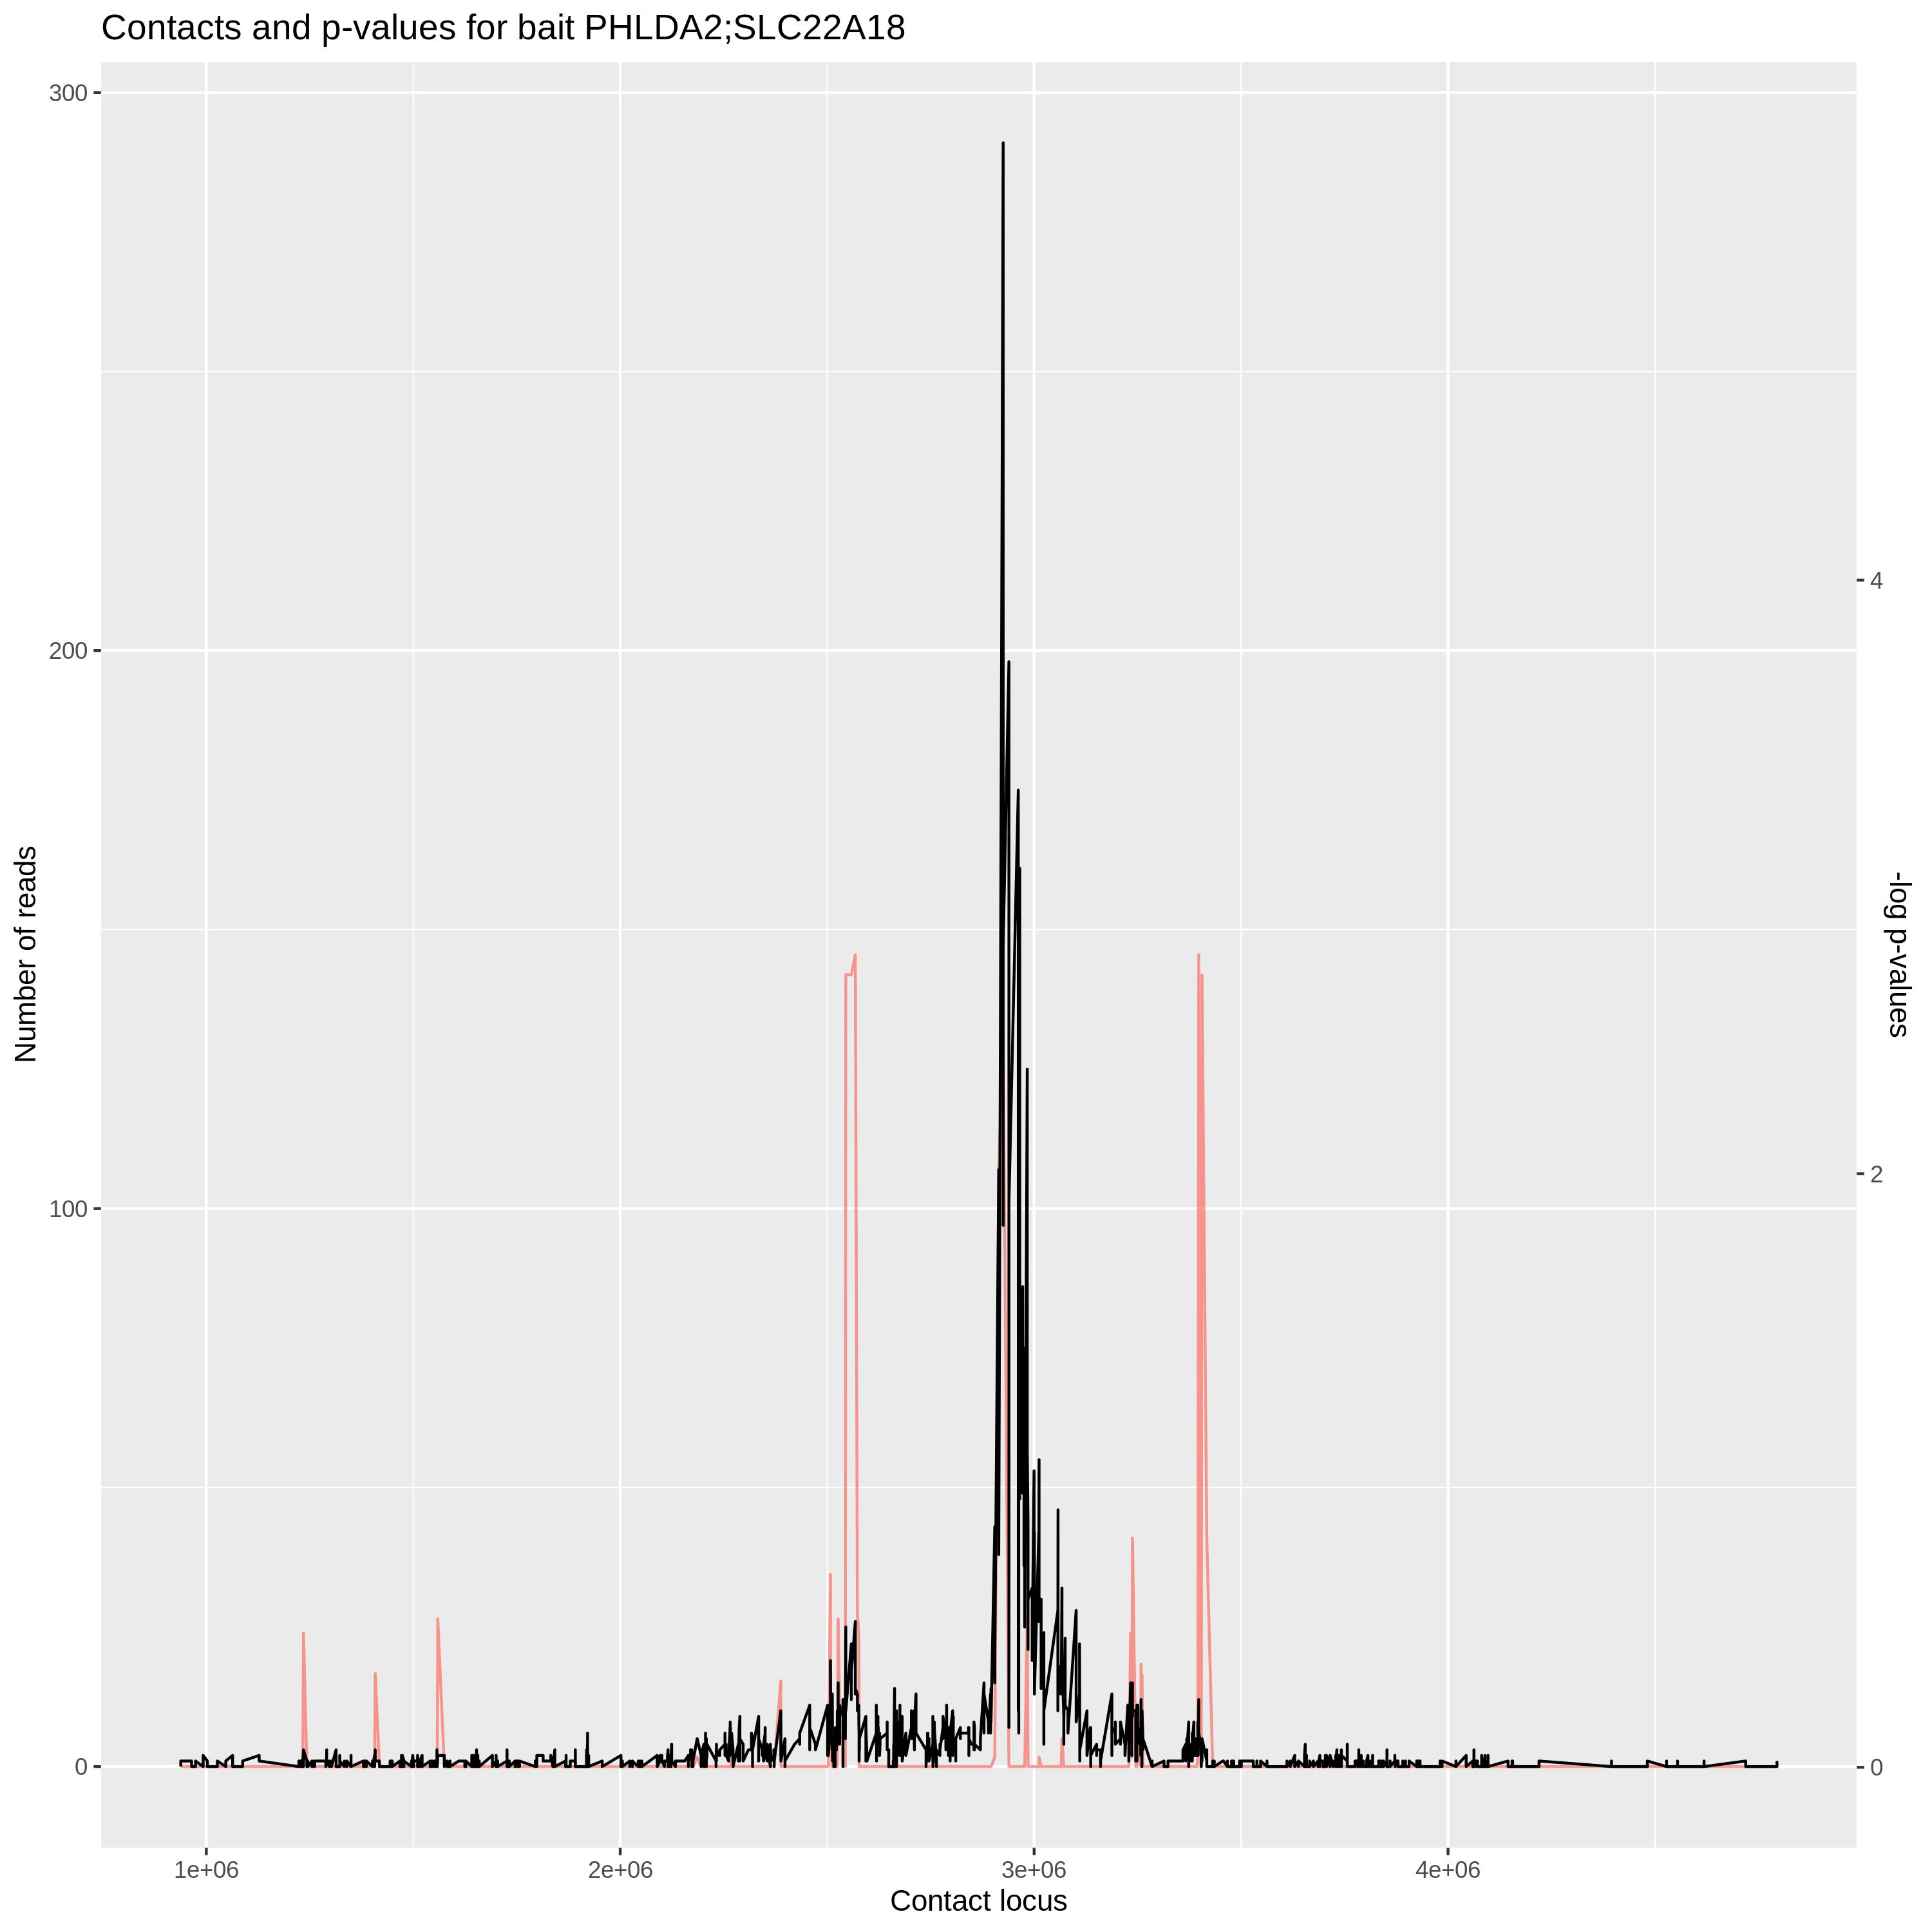 Contacts and p-values for bait PHLDA2;SLC22A18
300
200
100
0
Number of reads
4
2
0
-log p-values
1e+06
2e+06
3e+06
4e+06
Contact locus